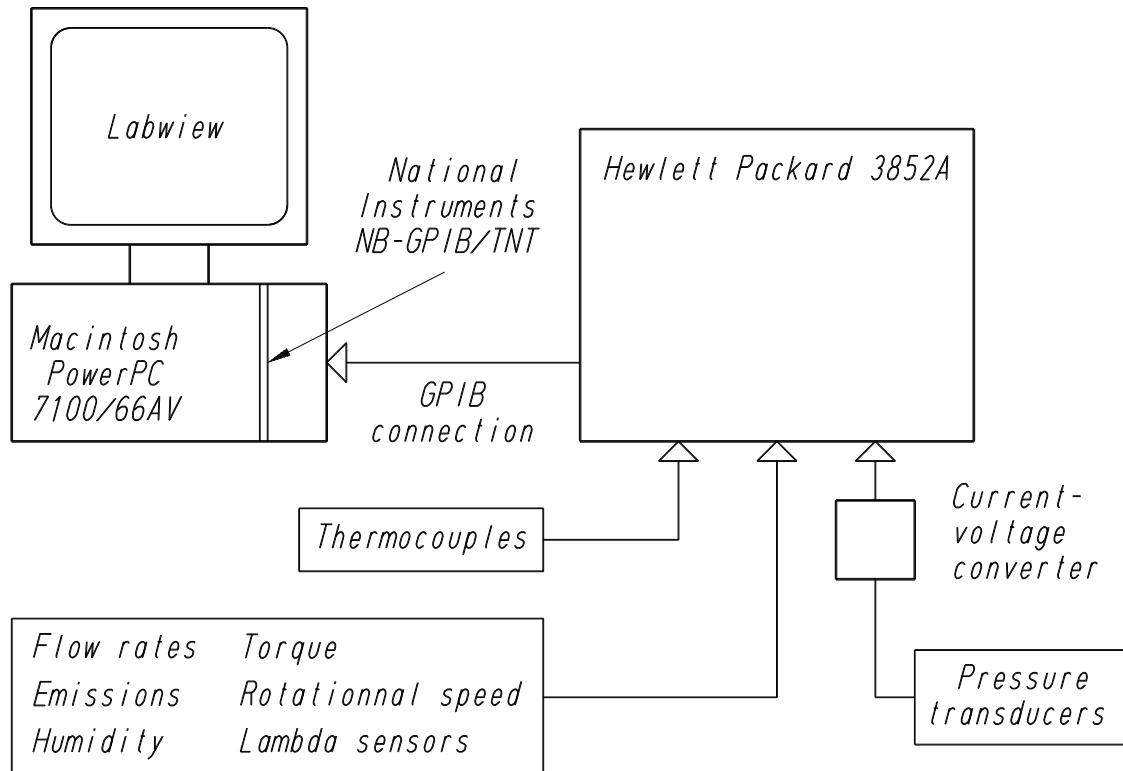 Labwiew
National
Instruments
NB-GPIB/TNT
Hewlett Packard 3852A
Macintosh
PowerPC
7100/66AV
GPIB
connection
Thermocouples
Current-
voltage
converter
Flow rates Torque
Emissions Rotationnal speed
Humidity Lambda sensors
Pressure
transducers